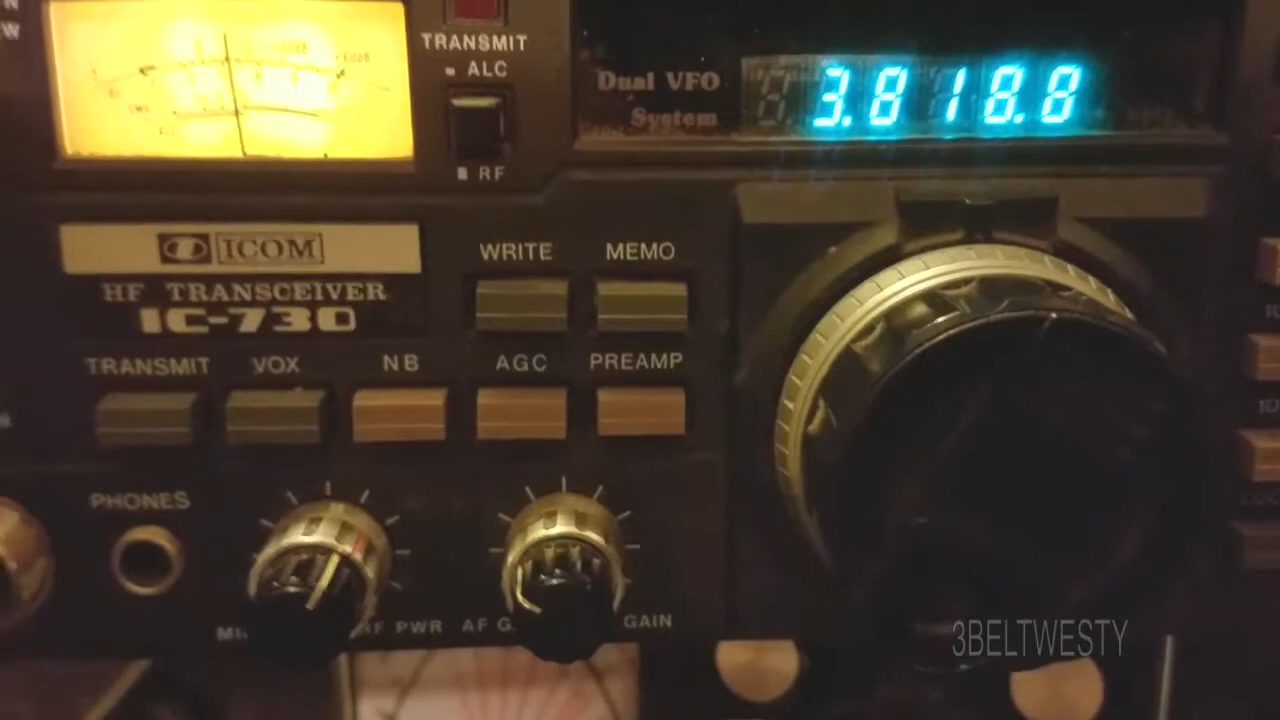 TRANSMIT
ALC
RF
Dual VFO
System
3.818.8
ICOM
HF TRANSCEIVER
IC-730
WRITE
MEMO
TRANSMIT
VOX
NB
AGC
PREAMP
PHONES
RF PWR
AF
GAIN
3BELTWESTY